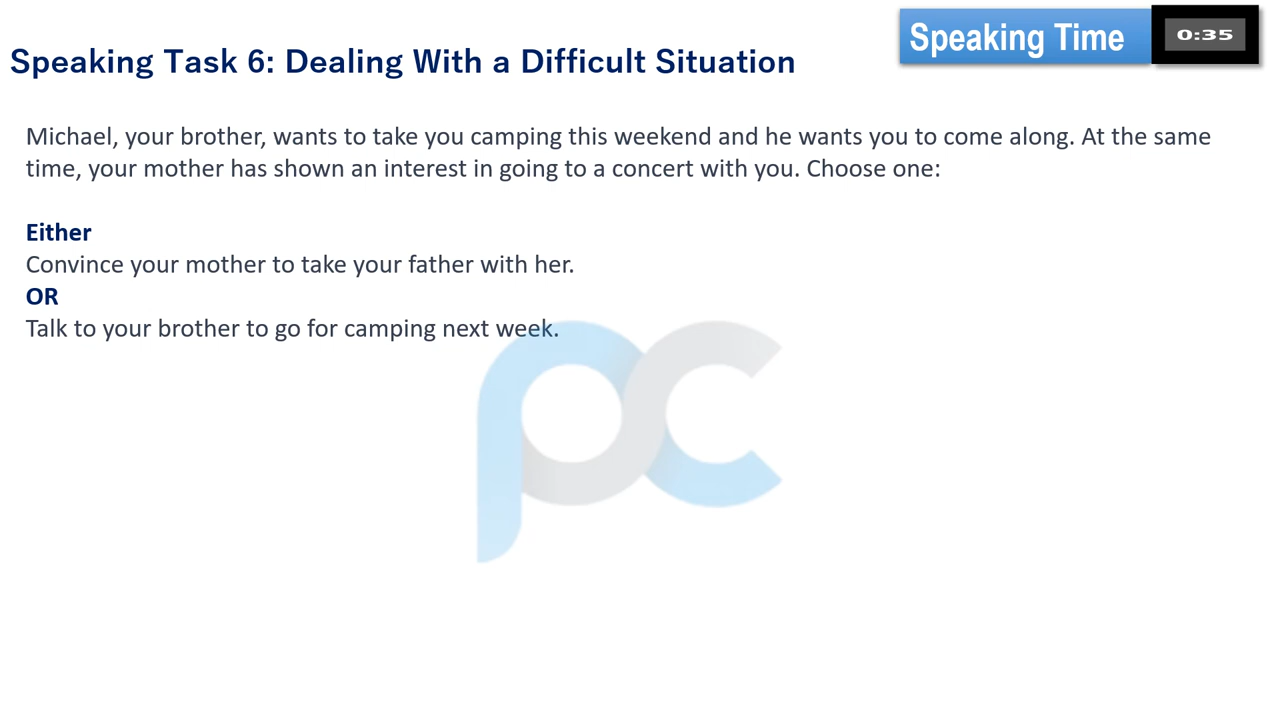 Speaking Time 0:35
Speaking Task 6: Dealing With a Difficult Situation
Michael, your brother, wants to take you camping this weekend and he wants you to come along. At the same
time, your mother has shown an interest in going to a concert with you. Choose one:
Either
Convince your mother to take your father with her.
OR
Talk to your brother to go for camping next week.
pc